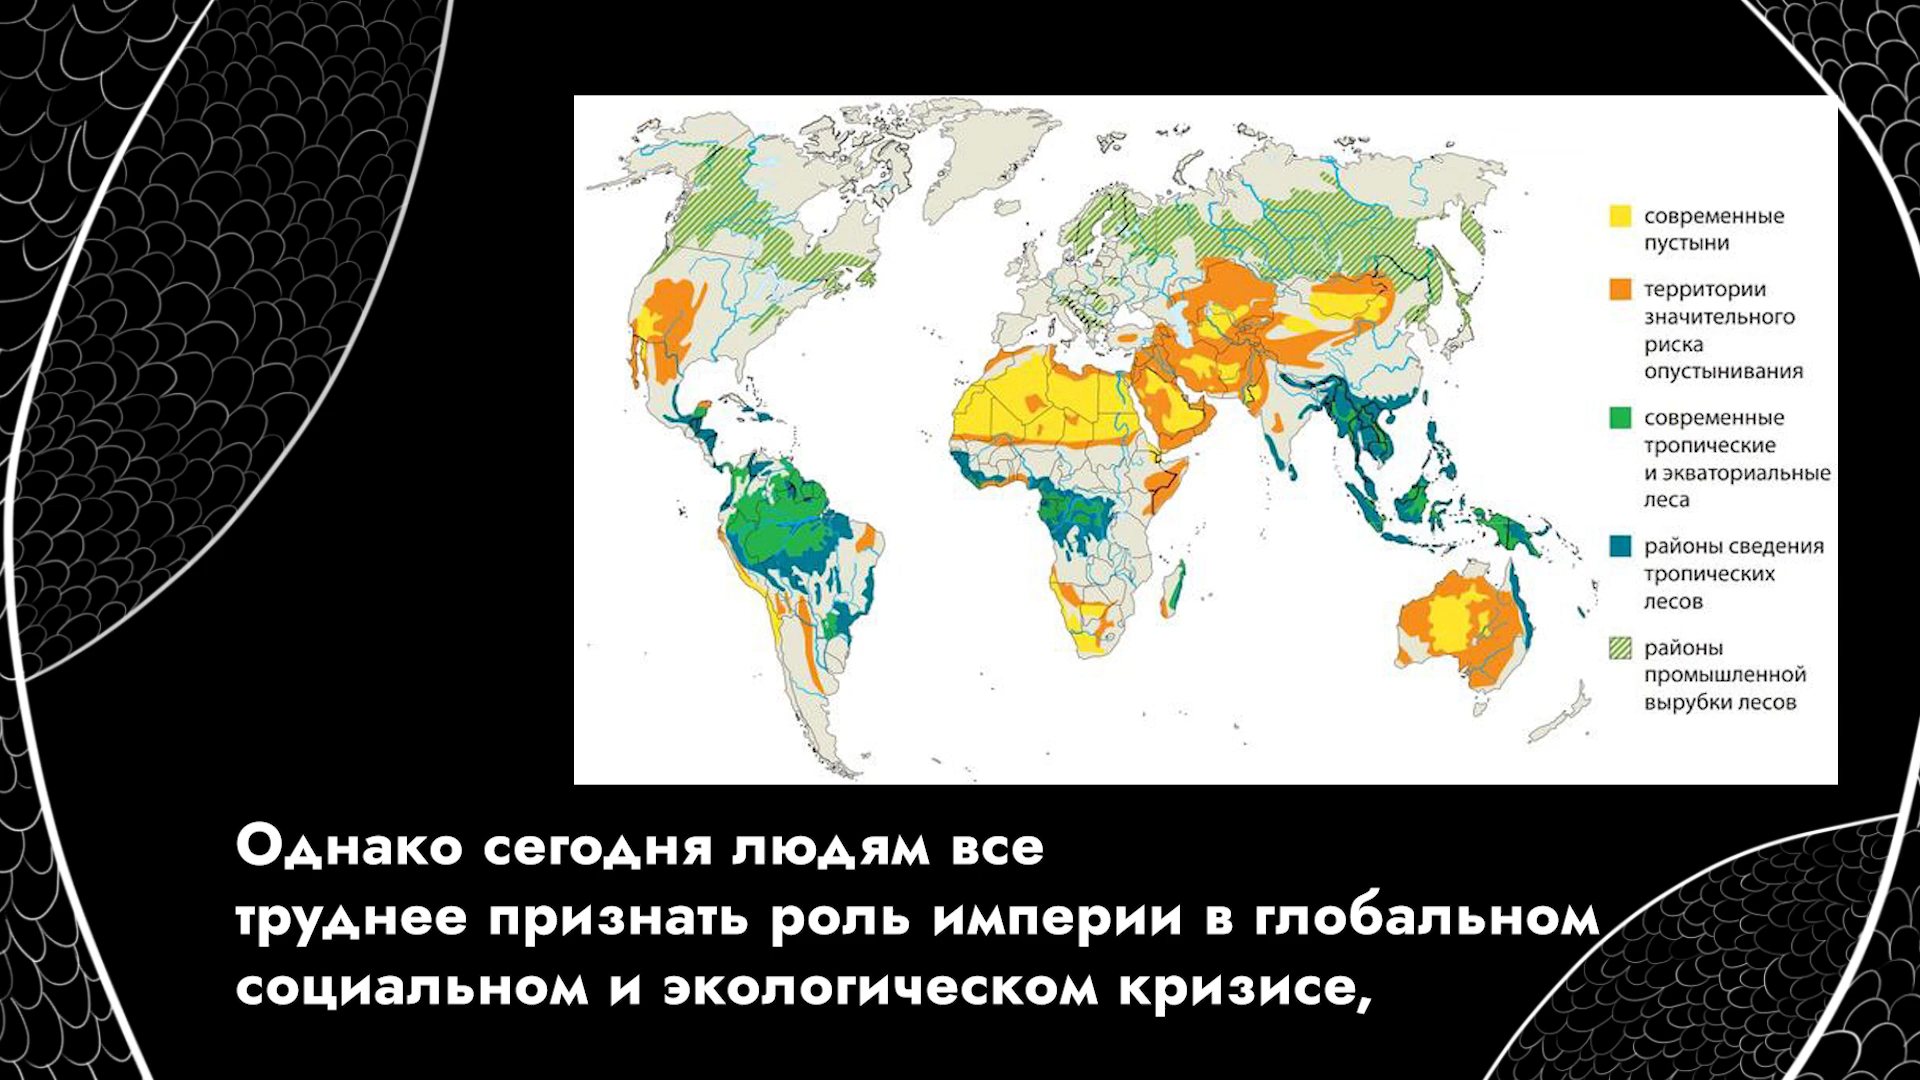 современные
пустыни
территории
значительного
риска
опустынивания
современные
тропические
и экваториальные
леса
районы сведения
тропических
лесов
районы
промышленной
вырубки лесов
Однако сегодня людям все
труднее признать роль империи в глобальном
социальном и экологическом кризисе,